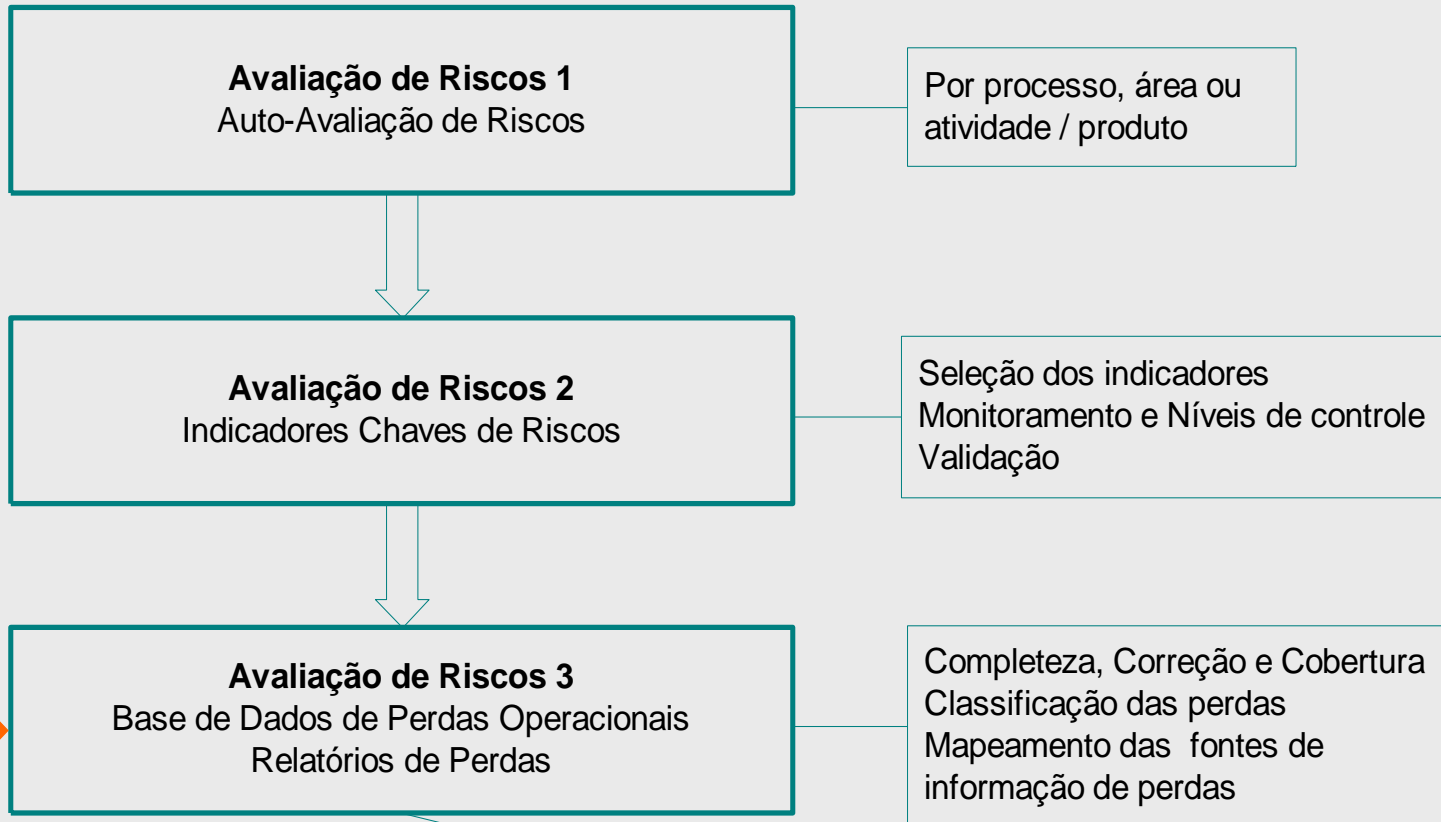 Avaliação de Riscos 1
Auto-Avaliação de Riscos
Por processo, área ou
atividade / produto
Avaliação de Riscos 2
Indicadores Chaves de Riscos
Seleção dos indicadores
Monitoramento e Níveis de controle
Validação
Avaliação de Riscos 3
Base de Dados de Perdas Operacionais
Relatórios de Perdas
Completeza, Correção e Cobertura
Classificação das perdas
Mapeamento das fontes de
informação de perdas